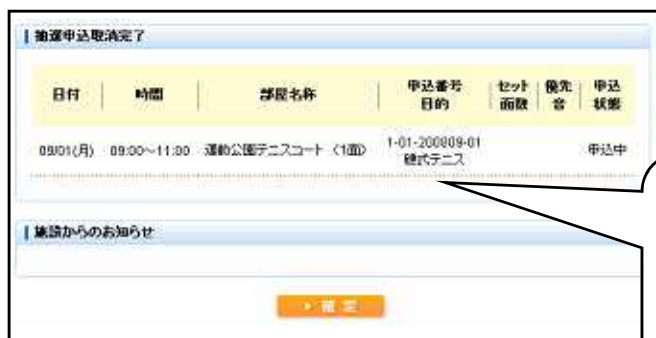 抽選申込取消完了
日付 時間 部屋名称 申込番号 セット 優先 申込
目的 面数 音 状態
09/01(月) 09:00～11:00 運動公園テニスコート (1面) 1-01-200809-01 申込中
硬式テニス
施設からのお知らせ
確定